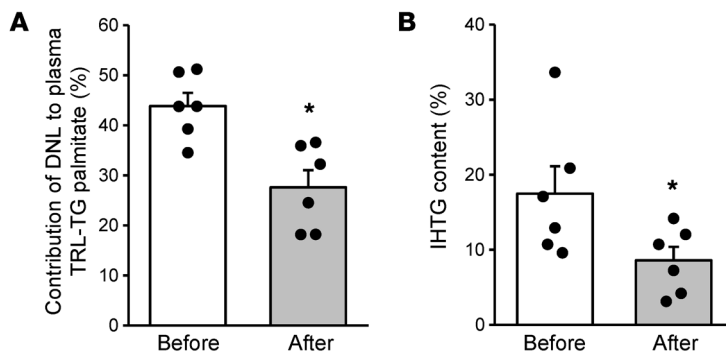 A
Contribution of DNL to plasma
TRL-TG palmitate (%)
60
50
40
30
20
10
0
*
Before
After
B
IHTG content (%)
40
30
20
10
0
*
Before
After